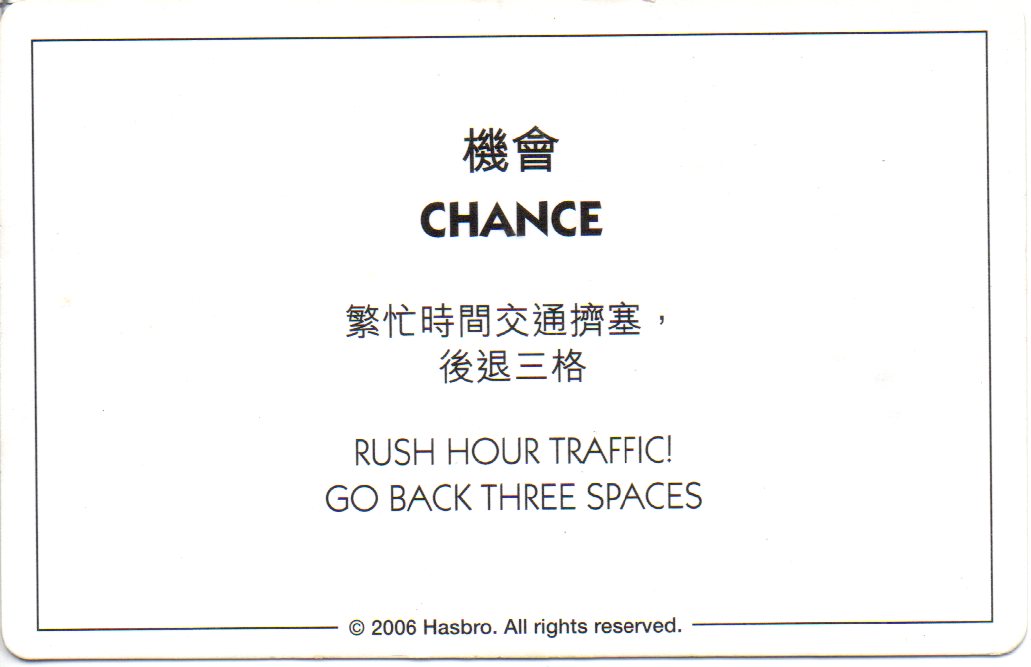 機會
CHANCE
繁忙時間交通擠塞，
後退三格
RUSH HOUR TRAFFIC!
GO BACK THREE SPACES
© 2006 Hasbro. All rights reserved.